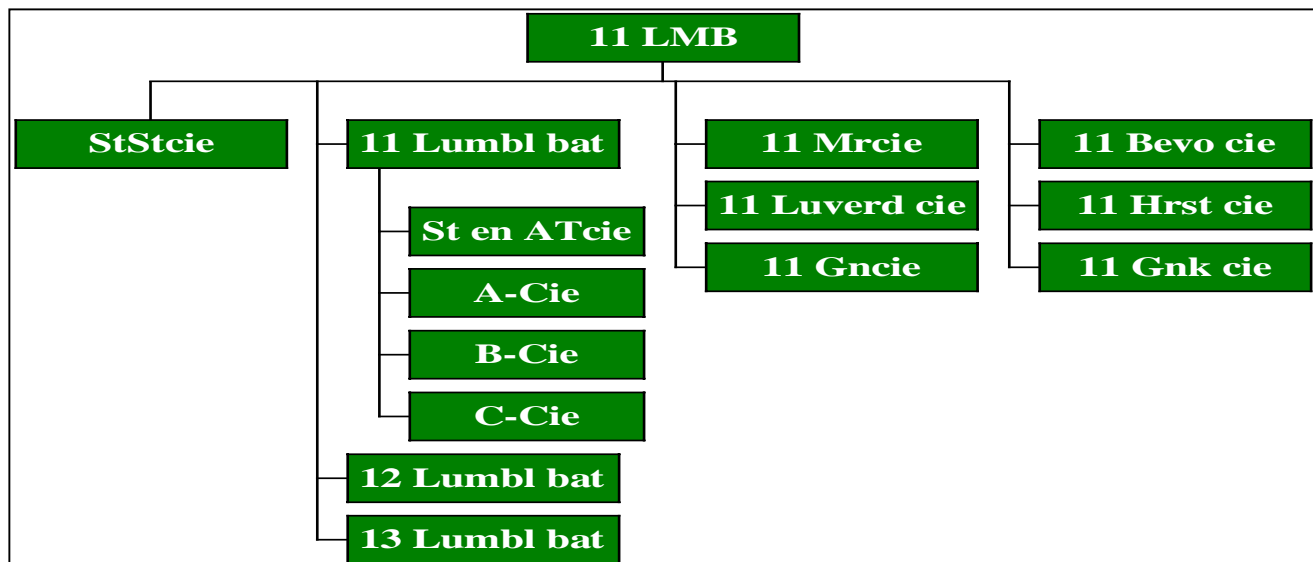 11 LMB
StStcie
11 Lumbl bat
11 Mrcie
11 Bevo cie
11 Luverd cie
11 Hrst cie
St en ATcie
11 Gncie
11 Gnk cie
A-Cie
B-Cie
C-Cie
12 Lumbl bat
13 Lumbl bat